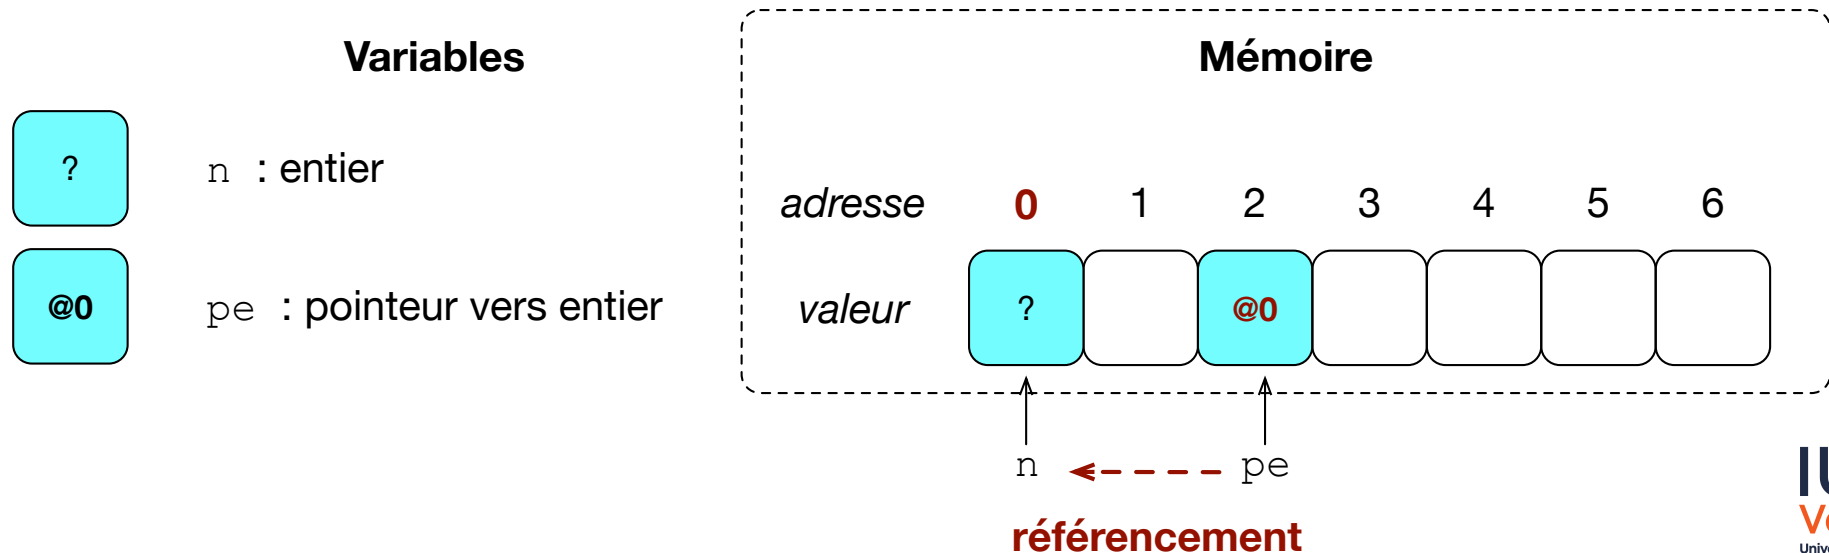 Variables
? n : entier
@0 pe : pointeur vers entier
Mémoire
adresse 0 1 2 3 4 5 6
valeur ? @0
n pe
référencement